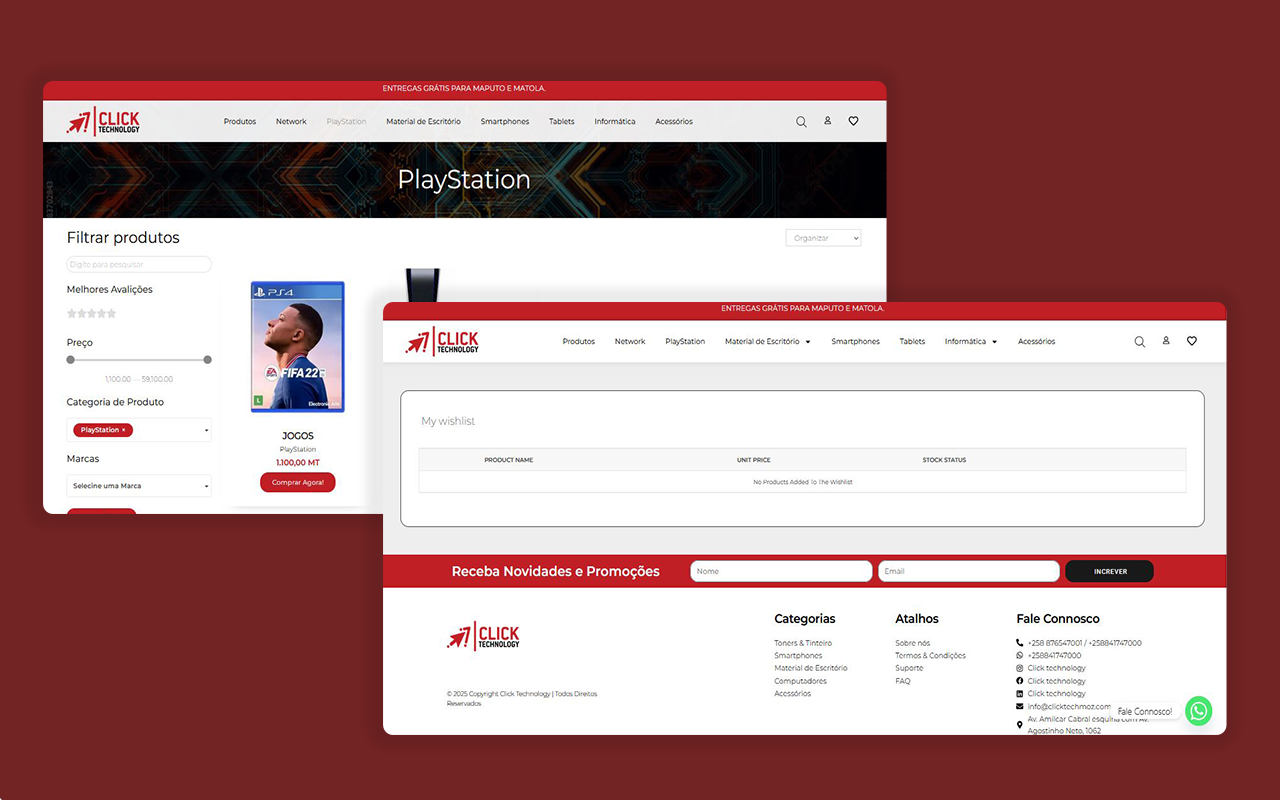 ENTREGAS GRÁTIS PARA MAPUTO E MATOLA.
CLICK
TECHNOLOGY
Produtos Network PlayStation Material de Escritório Smartphones Tablets Informática Acessórios
PlayStation
Filtrar produtos
Organizar
Digito para pesquisar
Melhores Avalições
Preço
1,100.00 — 59,100.00
Categoria de Produto
PlayStation ×
Marcas
Selecine uma Marca
PS4
EA SPORTS FIFA 22
L
Electronic Arts
JOGOS
PlayStation
1.100,00 MT
Comprar Agora!
ENTREGAS GRÁTIS PARA MAPUTO E MATOLA.
CLICK
TECHNOLOGY
Produtos Network PlayStation Material de Escritório Smartphones Tablets Informática Acessórios
My wishlist
PRODUCT NAME UNIT PRICE STOCK STATUS
No Products Added To The Wishlist
Receba Novidades e Promoções
Nome
Email
INCREVER
CLICK
TECHNOLOGY
© 2025 Copyright Click Technology | Todos Direitos
Reservados
Categorias
Toners & Tinteiro
Smartphones
Material de Escritório
Computadores
Acessórios
Atalhos
Sobre nós
Termos & Condições
Suporte
FAQ
Fale Connosco
+258 876547001 / +258841747000
+258841747000
Click technology
Click technology
Click technology
info@clicktechmoz.com
Av. Amilcar Cabral esquina com Av.
Agostinho Neto, 1062
Fale Connosco!